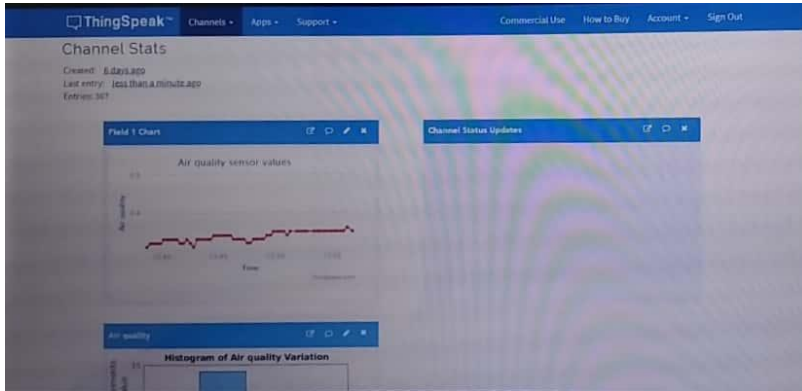 ThingSpeak™ Channels Apps Support Commercial Use How to Buy Account Sign Out
Channel Stats
Created: 6 days ago
Last entry: less than a minute ago
Entries: 367
Field 1 Chart
Channel Status Updates
Air quality sensor values
Air quality
Time
Air quality
Histogram of Air quality Variation